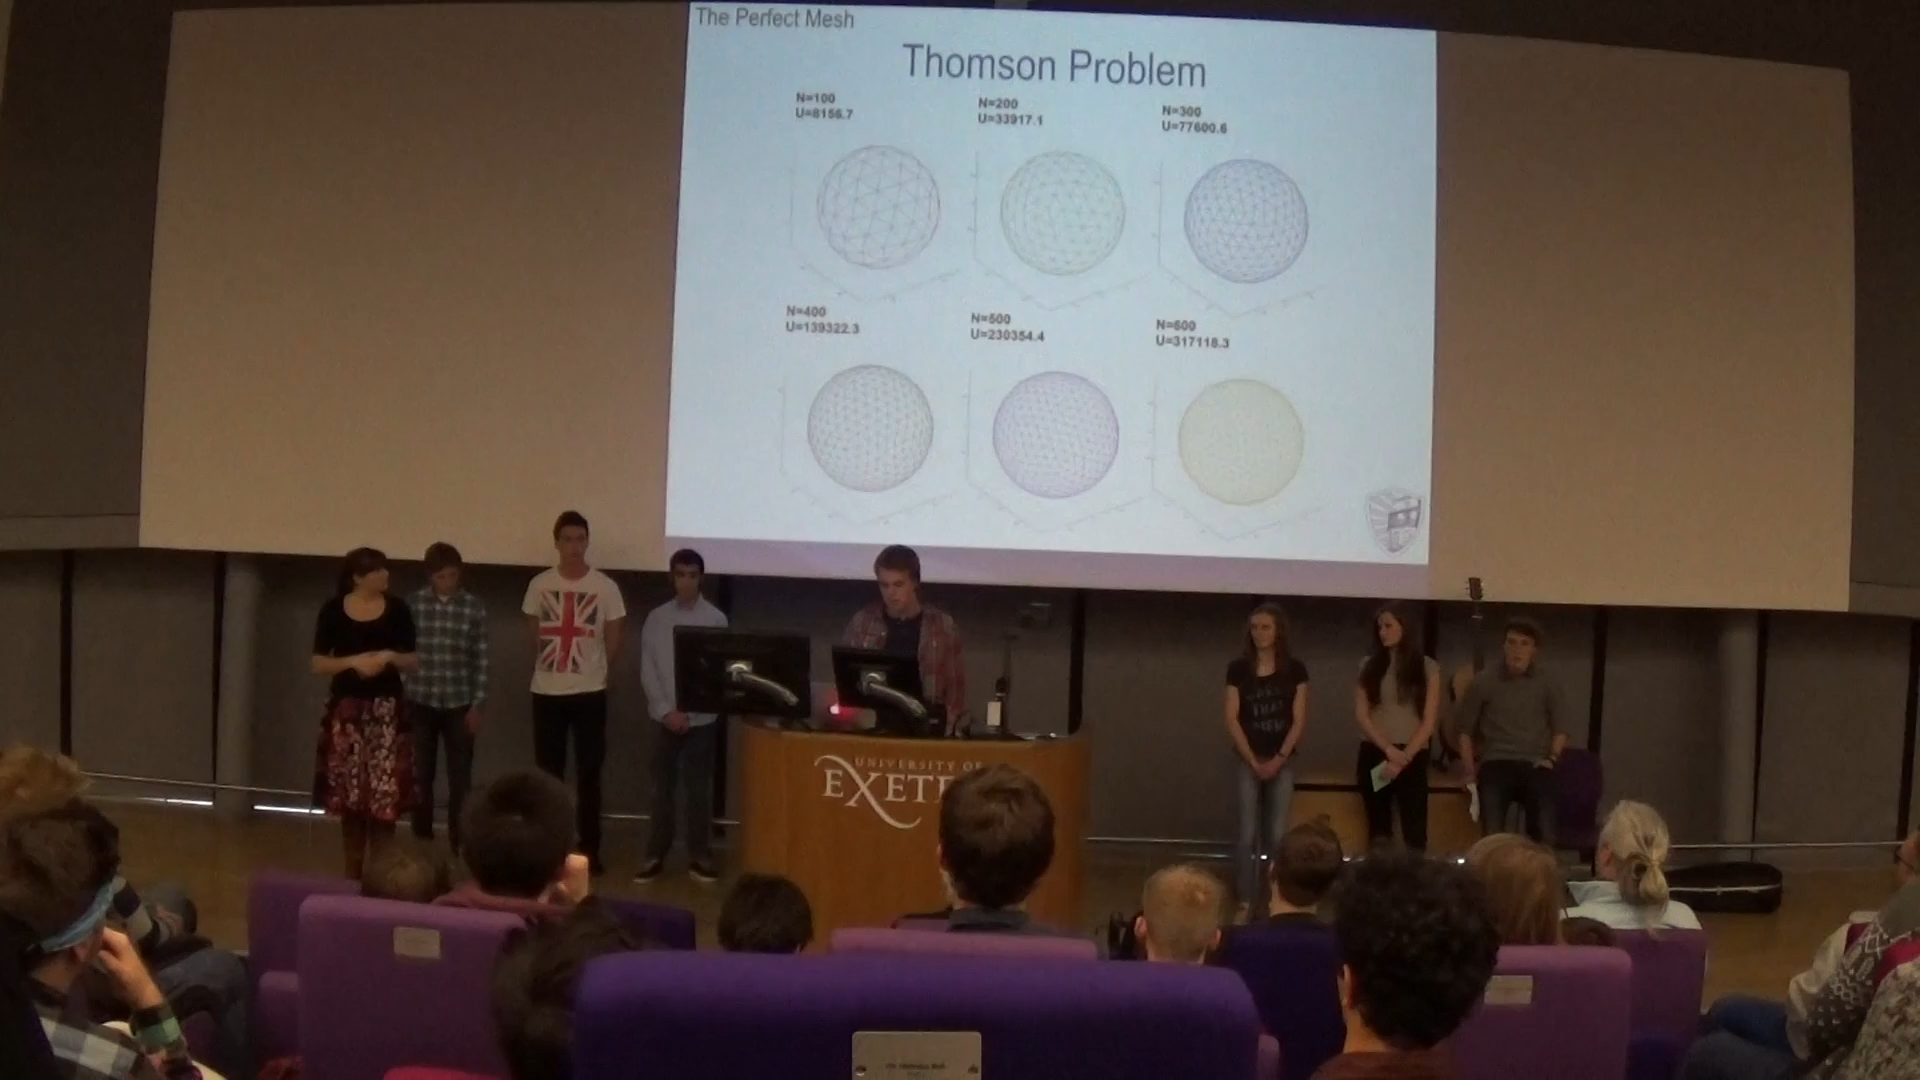 The Perfect Mesh
Thomson Problem
N=100
U=8156.7
N=200
U=33917.1
N=300
U=77600.6
N=400
U=139322.3
N=500
U=230354.4
N=600
U=317118.3
UNIVERSITY OF
EXETE
THAT